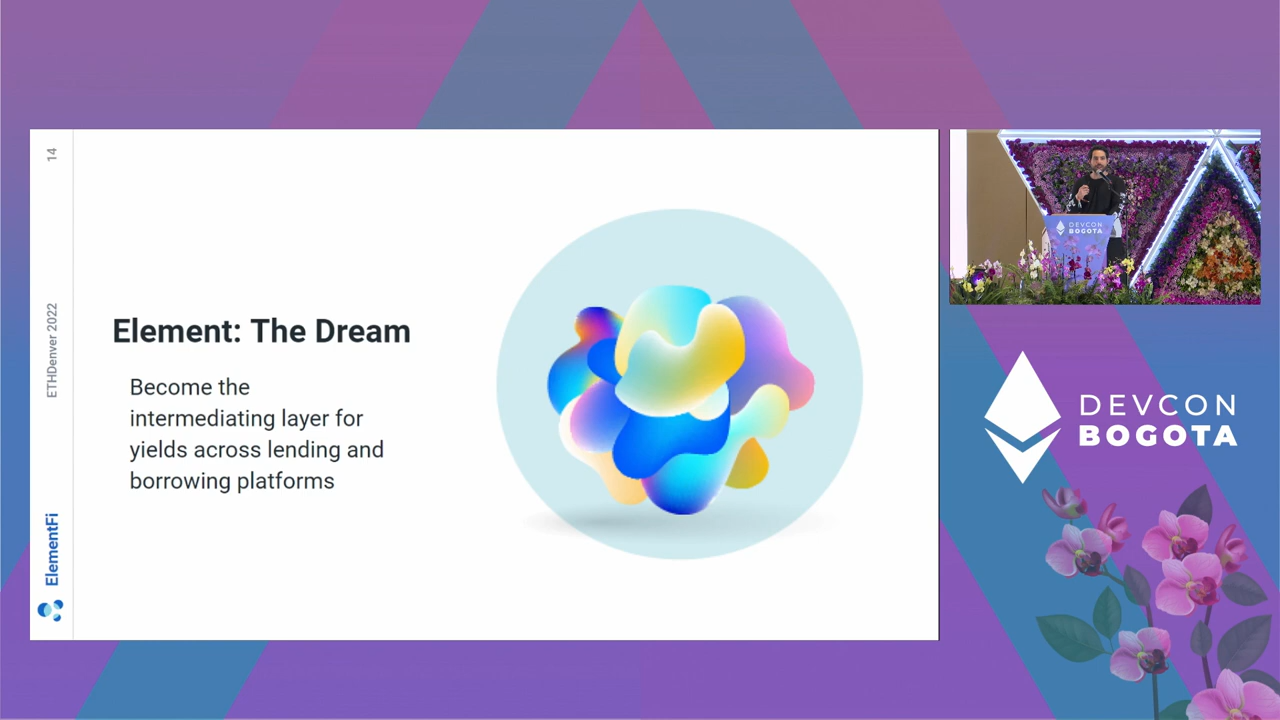 14
ETHDenver 2022
ElementFi
Element: The Dream
Become the
intermediating layer for
yields across lending and
borrowing platforms
DEVCON
BOGOTA
DEVCON
BOGOTA